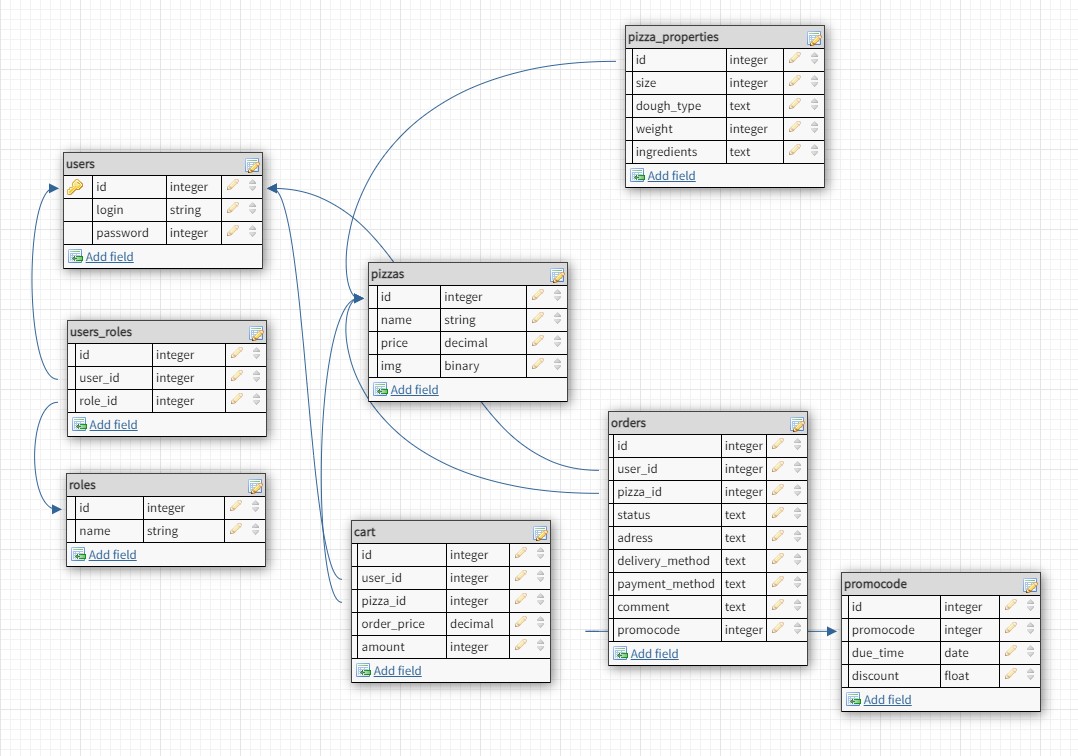 pizza_properties
id integer
size integer
dough_type text
weight integer
ingredients text
Add field
users
id integer
login string
password integer
Add field
pizzas
id integer
name string
price decimal
img binary
Add field
users_roles
id integer
user_id integer
role_id integer
Add field
orders
id integer
user_id integer
pizza_id integer
status text
adress text
delivery_method text
payment_method text
comment text
promocode integer
Add field
roles
id integer
name string
Add field
cart
id integer
user_id integer
pizza_id integer
order_price decimal
amount integer
Add field
promocode
id integer
promocode integer
due_time date
discount float
Add field